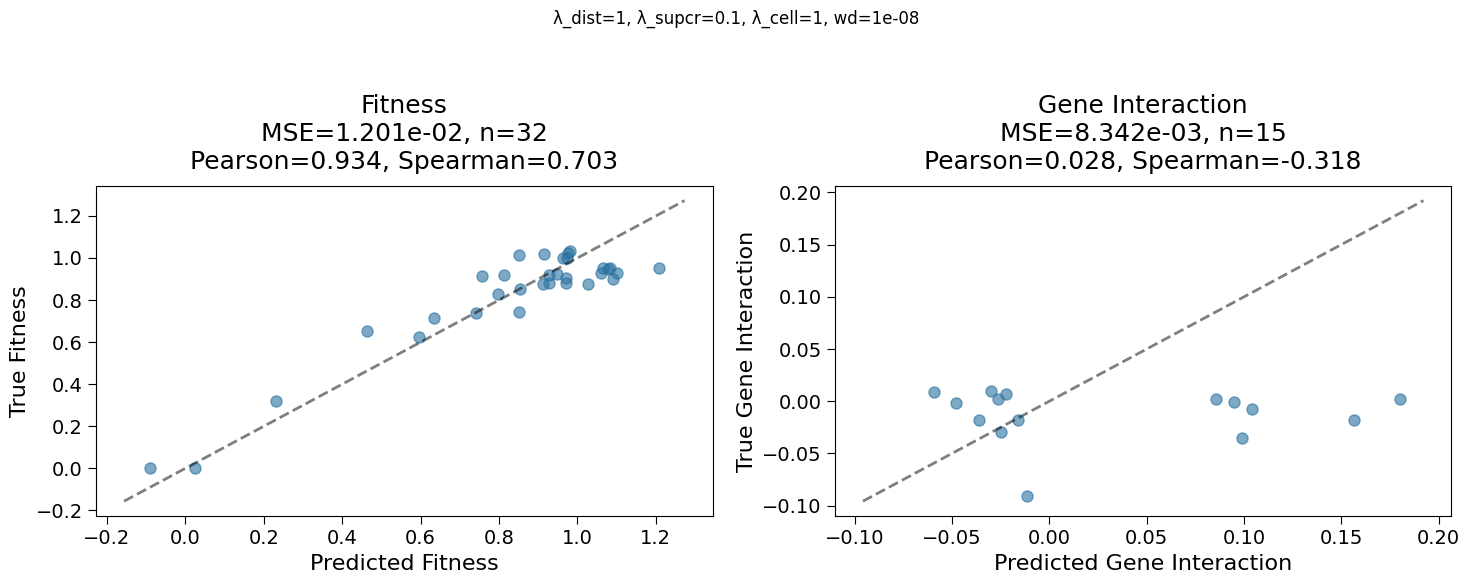 λ_dist=1, λ_supcr=0.1, λ_cell=1, wd=1e-08
Fitness
MSE=1.201e-02, n=32
Pearson=0.934, Spearman=0.703
1.2
1.0
0.8
0.6
0.4
0.2
0.0
−0.2
True Fitness
−0.2
0.0
0.2
0.4
0.6
0.8
1.0
1.2
Predicted Fitness
Gene Interaction
MSE=8.342e-03, n=15
Pearson=0.028, Spearman=-0.318
0.20
0.15
0.10
0.05
0.00
−0.05
−0.10
True Gene Interaction
−0.10
−0.05
0.00
0.05
0.10
0.15
0.20
Predicted Gene Interaction